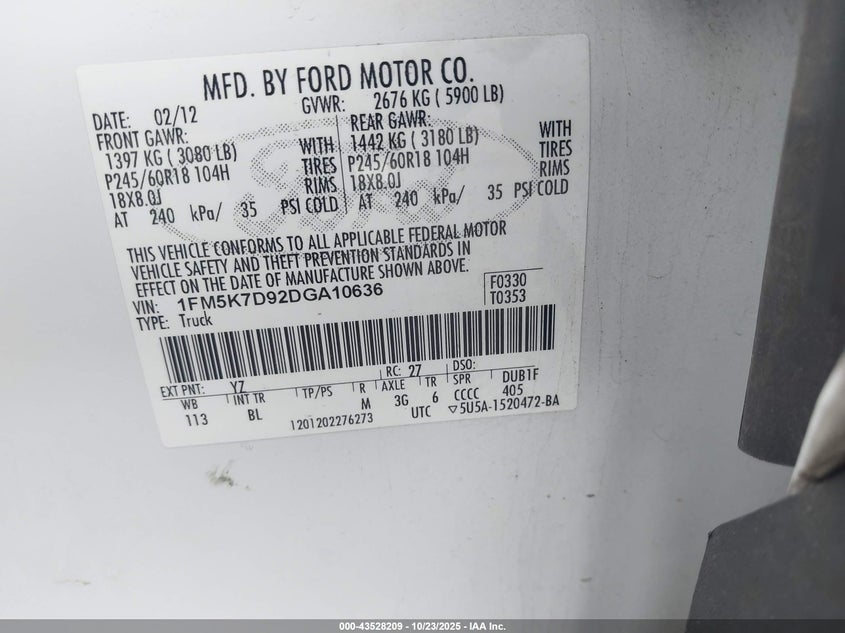 MFD. BY FORD MOTOR CO.
DATE: 02/12 GVWR: 2676 KG ( 5900 LB)
FRONT GAWR: REAR GAWR:
1397 KG ( 3080 LB) WITH 1442 KG ( 3180 LB) WITH
P245/60R18 104H TIRES P245/60R18 104H TIRES
18X8.0J RIMS 18X8.0J RIMS
AT 240 kPa/ 35 PSI COLD AT 240 kPa/ 35 PSI COLD
Ford
THIS VEHICLE CONFORMS TO ALL APPLICABLE FEDERAL MOTOR
VEHICLE SAFETY AND THEFT PREVENTION STANDARDS IN
EFFECT ON THE DATE OF MANUFACTURE SHOWN ABOVE.
VIN: 1FM5K7D92DGA10636 F0330
TYPE: Truck T0353
EXT PNT: YZ RC: 27 DSO:
WB INT TR TP/PS R AXLE TR SPR DUB1F
113 BL M 3G 6 CCCC 405
1201202276273 UTC ▽5U5A-1520472-BA
000-43528209 - 10/23/2025 - IAA Inc.